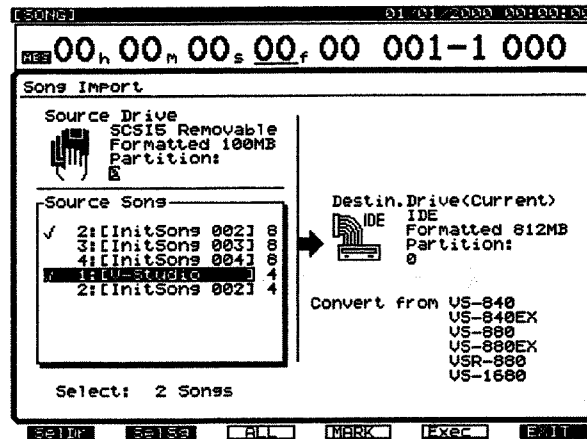 [SONG] 01/01/2000 00:00:00
00h 00m 00s 00f 00 001-1 000
Song Import
Source Drive
SCSI5 Removable
Formatted 100MB
Partition:
Source Song
✓ 2:[InitSong 002] 8
3:[InitSong 003] 8
4:[InitSong 004] 8
✓ 1:[V-Studio ] 4
2:[InitSong 002] 4
Select: 2 Songs
Destin.Drive(Current)
IDE
IDE
Formatted 812MB
Partition:
0
Convert from VS-840
VS-840EX
VS-880
VS-880EX
VSR-880
VS-1680
SelDr SelSg ALL MARK Exec EXIT